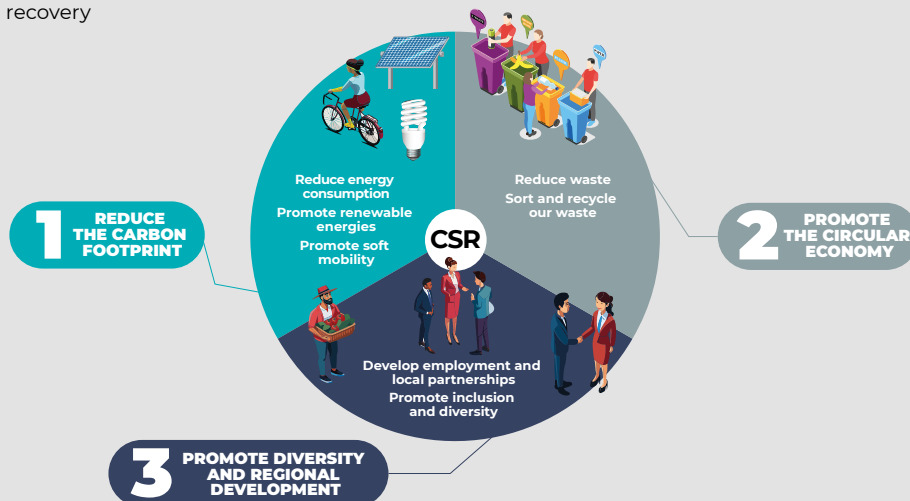 recovery
Reduce energy
consumption
Promote renewable
energies
Promote soft
mobility
Reduce waste
Sort and recycle
our waste
CSR
1
REDUCE
THE CARBON
FOOTPRINT
2
PROMOTE
THE CIRCULAR
ECONOMY
Develop employment and
local partnerships
Promote inclusion
and diversity
3
PROMOTE DIVERSITY
AND REGIONAL
DEVELOPMENT